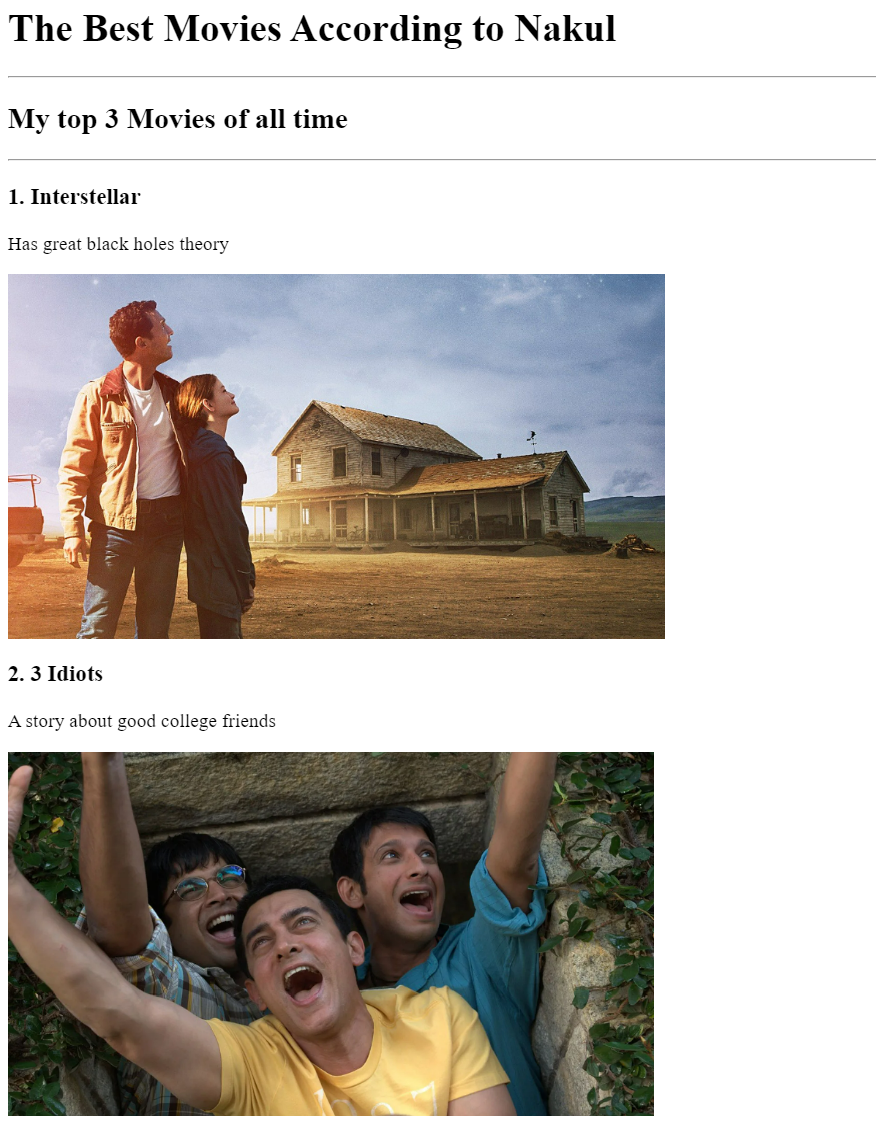 The Best Movies According to Nakul
My top 3 Movies of all time
1. Interstellar
Has great black holes theory
2. 3 Idiots
A story about good college friends